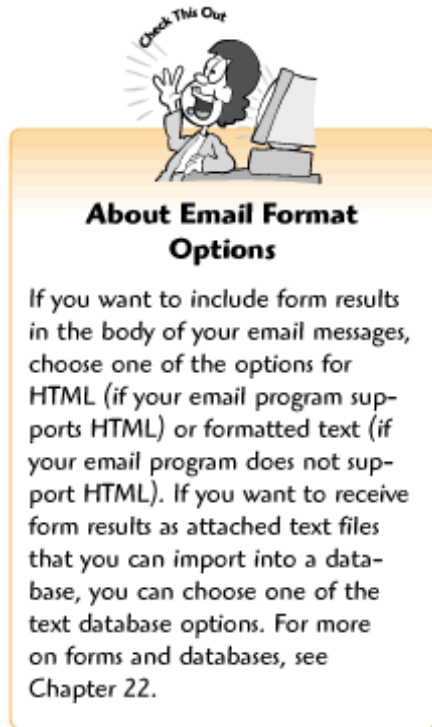 Check This Out
About Email Format
Options
If you want to include form results
in the body of your email messages,
choose one of the options for
HTML (if your email program sup-
ports HTML) or formatted text (if
your email program does not sup-
port HTML). If you want to receive
form results as attached text files
that you can import into a data-
base, you can choose one of the
text database options. For more
on forms and databases, see
Chapter 22.